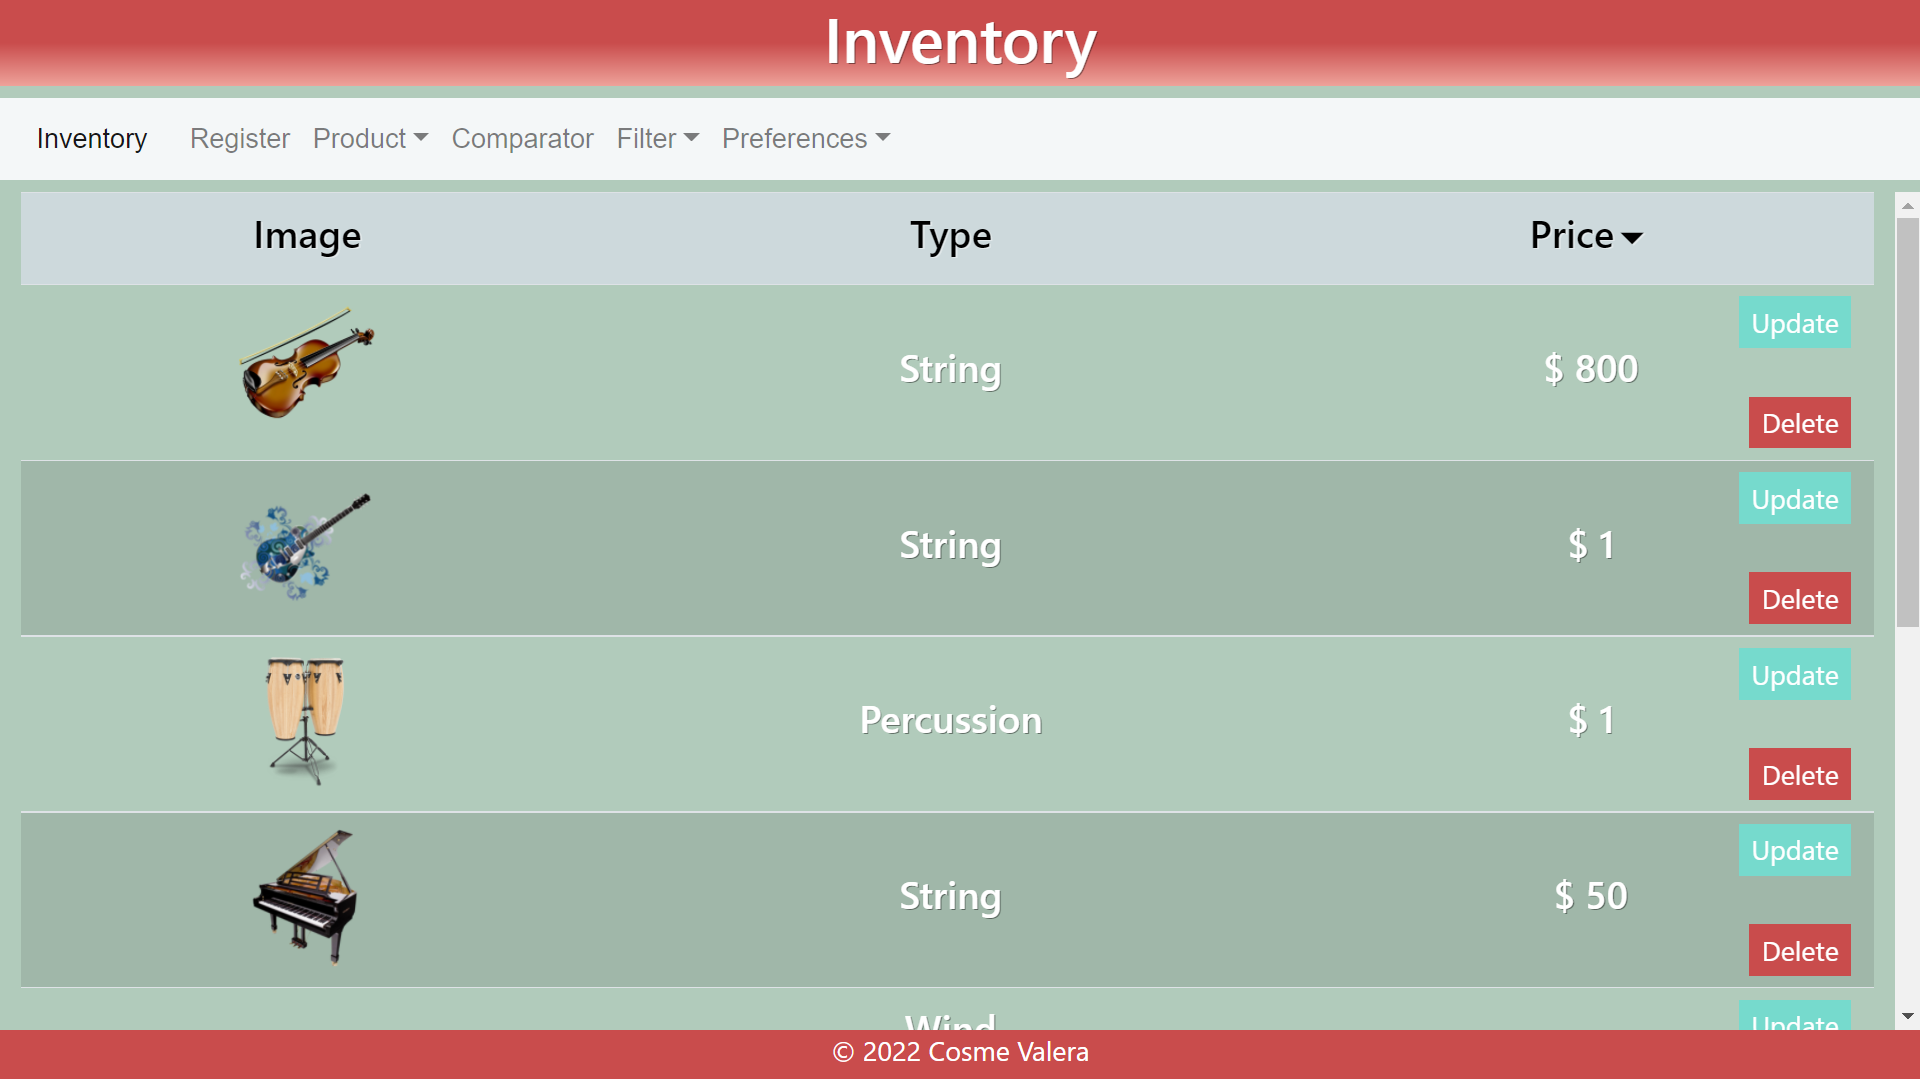 Inventory
Inventory Register Product Comparator Filter Preferences
Image Type Price
Update
String $ 800
Delete
Update
String $ 1
Delete
Update
Percussion $ 1
Delete
Update
String $ 50
Delete
Wind Update
© 2022 Cosme Valera